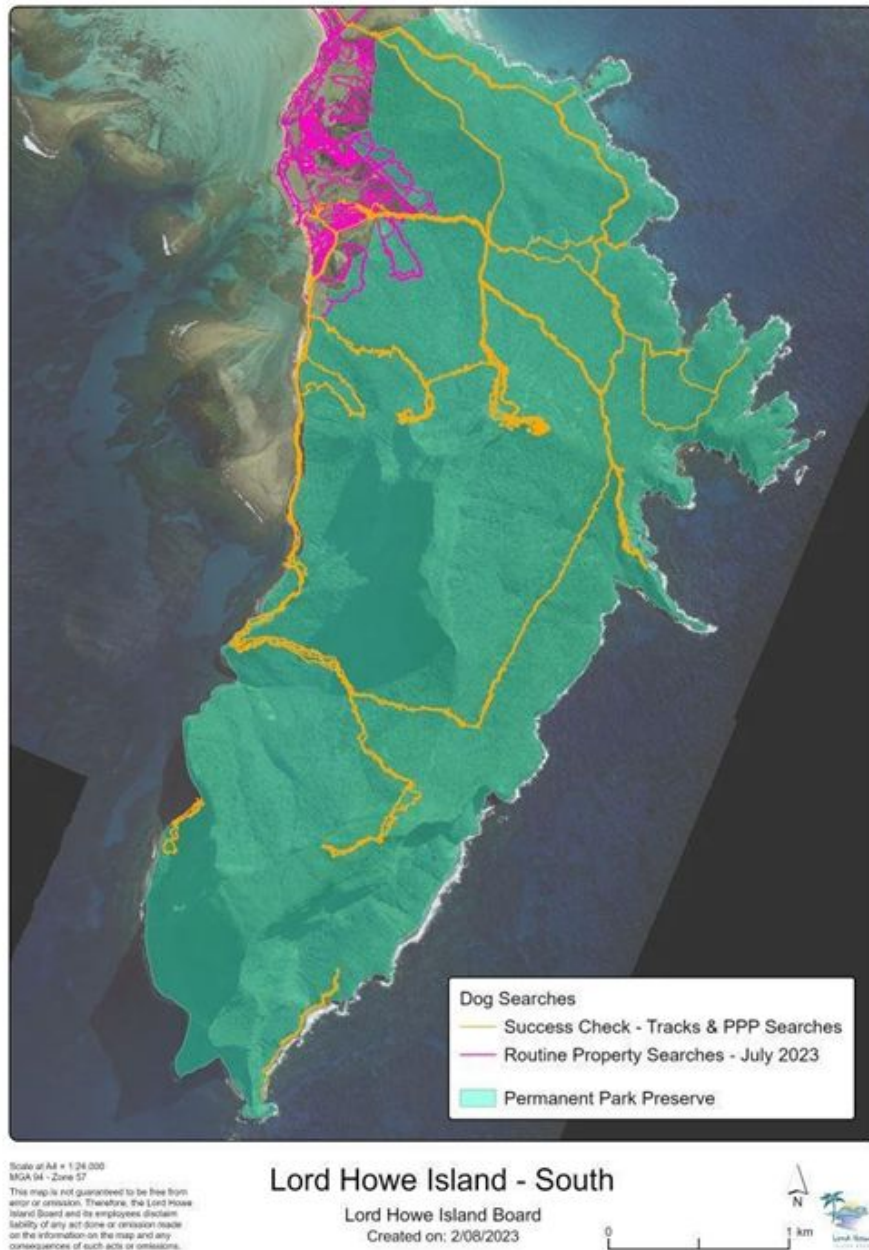 Dog Searches
Success Check - Tracks & PPP Searches
Routine Property Searches - July 2023
Permanent Park Preserve
Scale at A4 = 1:24 000
MGA 94 - Zone 57
This map is not guaranteed to be free from
error or omission. Therefore, the Lord Howe
Island Board and its employees disclaim
liability of any act done or omission made
on the information on the map and any
consequences of such acts or omissions.
Lord Howe Island - South
Lord Howe Island Board
Created on: 2/08/2023
N
0 1 km
Lord Howe